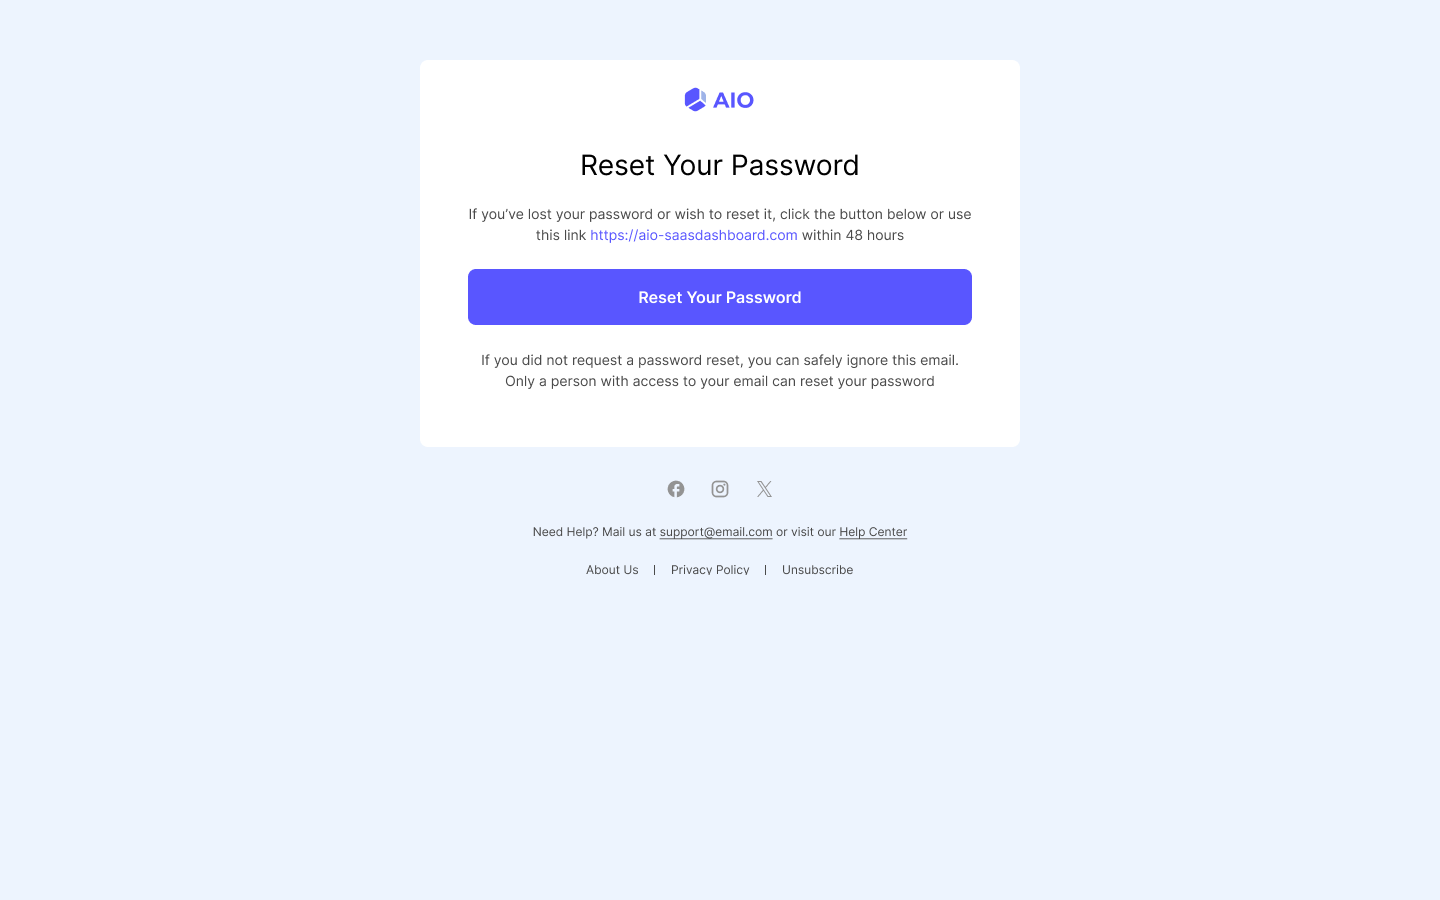 AIO
Reset Your Password
If you’ve lost your password or wish to reset it, click the button below or use
this link https://aio-saasdashboard.com within 48 hours
Reset Your Password
If you did not request a password reset, you can safely ignore this email.
Only a person with access to your email can reset your password
Need Help? Mail us at support@email.com or visit our Help Center
About Us | Privacy Policy | Unsubscribe